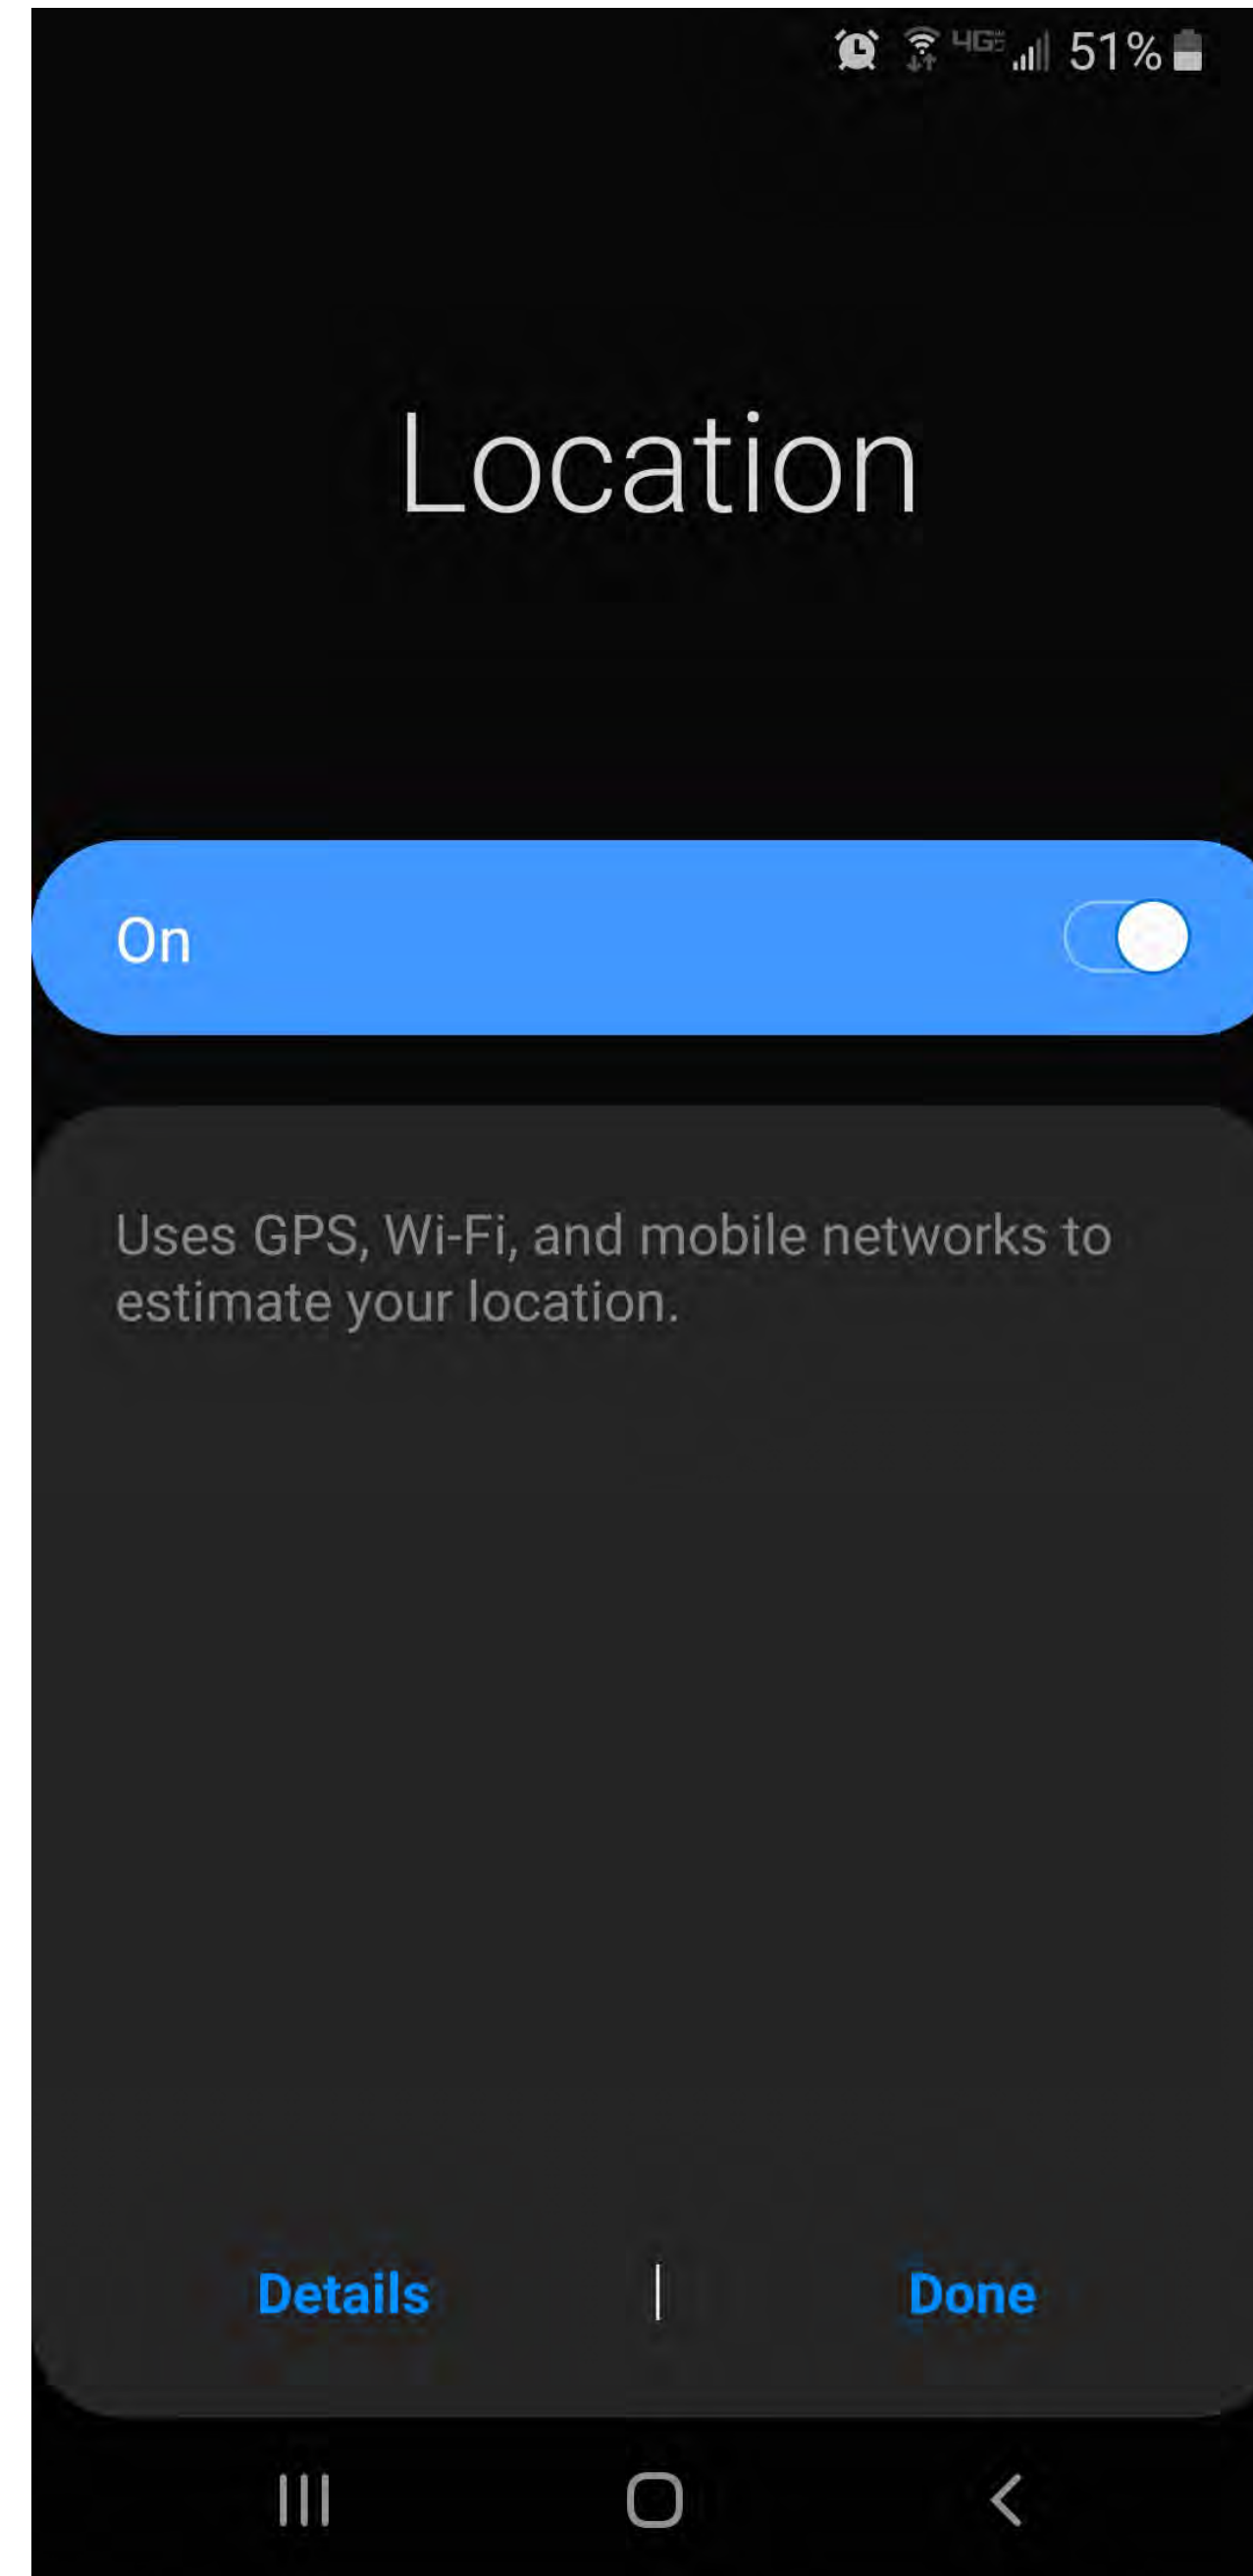 4G 51%
Location
On
Uses GPS, Wi-Fi, and mobile networks to
estimate your location.
Details | Done